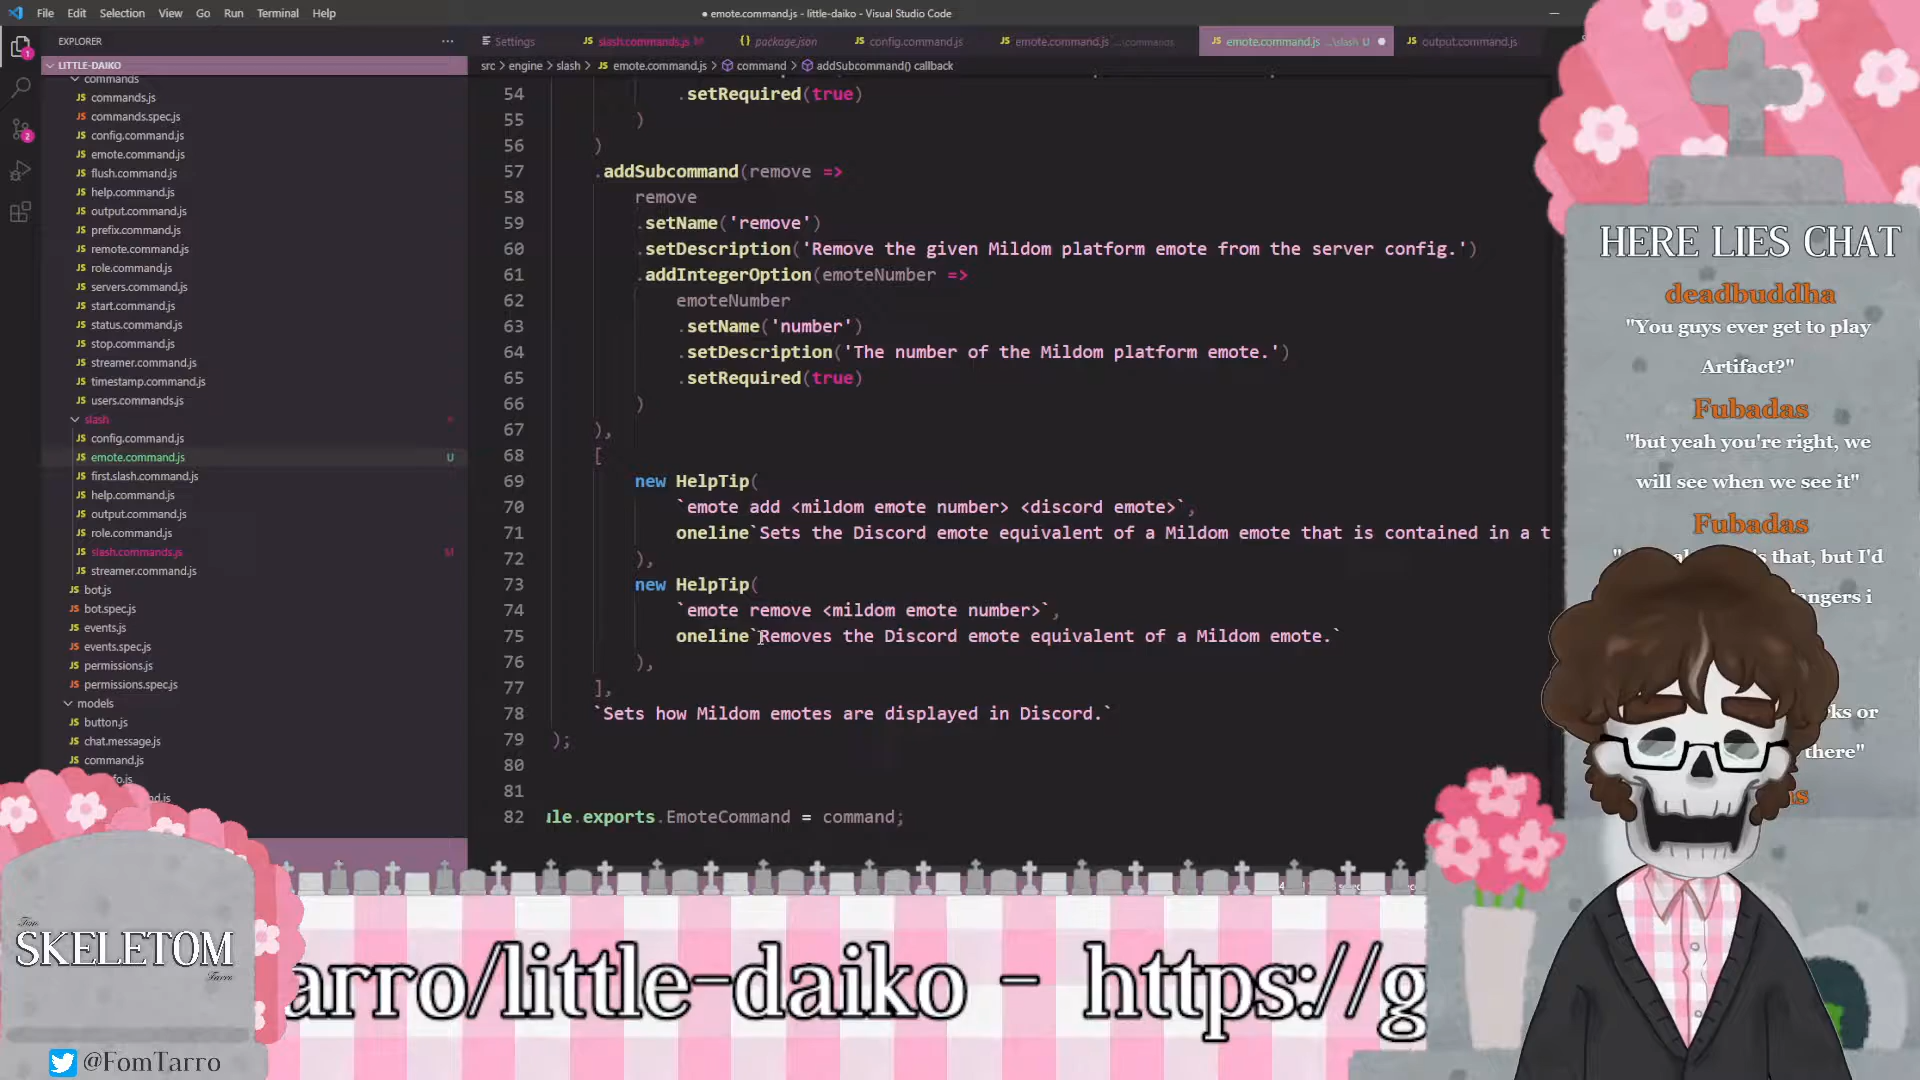 File Edit Selection View Go Run Terminal Help
● emote.command.js - little-daiko - Visual Studio Code
EXPLORER
LITTLE-DAIKO
commands
commands.js
commands.spec.js
config.command.js
emote.command.js
flush.command.js
help.command.js
output.command.js
prefix.command.js
remote.command.js
role.command.js
servers.command.js
start.command.js
status.command.js
stop.command.js
streamer.command.js
timestamp.command.js
users.commands.js
slash
config.command.js
emote.command.js U
first.slash.command.js
help.command.js
output.command.js
role.command.js
slash.commands.js M
streamer.command.js
bot.js
bot.spec.js
events.js
events.spec.js
permissions.js
permissions.spec.js
models
button.js
chat.message.js
command.js
Settings
slash.commands.js M
package.json
config.command.js
emote.command.js ...\commands
emote.command.js ...\slash U
output.command.js
src > engine > slash > emote.command.js > command > addSubcommand() callback
54 .setRequired(true)
55 )
56 )
57 .addSubcommand(remove =>
58 remove
59 .setName('remove')
60 .setDescription('Remove the given Mildom platform emote from the server config.')
61 .addIntegerOption(emoteNumber =>
62 emoteNumber
63 .setName('number')
64 .setDescription('The number of the Mildom platform emote.')
65 .setRequired(true)
66 )
67 ),
68 [
69 new HelpTip(
70 `emote add <mildom emote number> <discord emote>`,
71 oneline`Sets the Discord emote equivalent of a Mildom emote that is contained in a t
72 ),
73 new HelpTip(
74 `emote remove <mildom emote number>`,
75 oneline`Removes the Discord emote equivalent of a Mildom emote.`
76 ),
77 ],
78 `Sets how Mildom emotes are displayed in Discord.`
79 );
80
81
82 le.exports.EmoteCommand = command;
HERE LIES CHAT
deadbuddha
"You guys ever get to play
Artifact?"
Fubadas
"but yeah you're right, we
will see when we see it"
Fubadas
's that, but I'd
angers i
ks or
there"
as
Tom
SKELETOM
Tarro
@FomTarro
arro/little-daiko - https://g